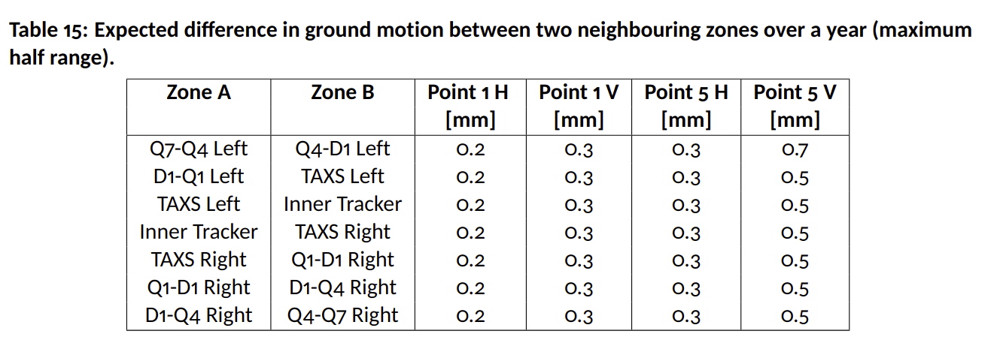 Table 15: Expected difference in ground motion between two neighbouring zones over a year (maximum
half range).
Zone A Zone B Point 1 H Point 1 V Point 5 H Point 5 V
[mm] [mm] [mm] [mm]
Q7-Q4 Left Q4-D1 Left 0.2 0.3 0.3 0.7
D1-Q1 Left TAXS Left 0.2 0.3 0.3 0.5
TAXS Left Inner Tracker 0.2 0.3 0.3 0.5
Inner Tracker TAXS Right 0.2 0.3 0.3 0.5
TAXS Right Q1-D1 Right 0.2 0.3 0.3 0.5
Q1-D1 Right D1-Q4 Right 0.2 0.3 0.3 0.5
D1-Q4 Right Q4-Q7 Right 0.2 0.3 0.3 0.5